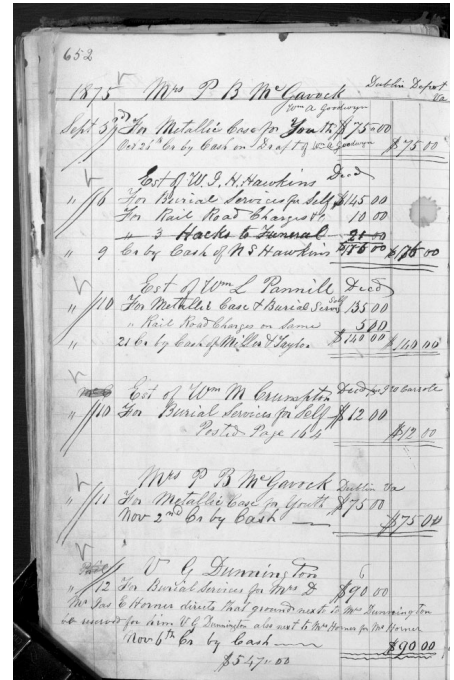 652
1875 Mrs P B McGavock Dublin Depot Va
Wm A Goodwyn
Sept 5 For Metallic Case for Youth $75.00
Oct 21st Cr by Cash on Draft of Wm A Goodwyn $75.00
Est of W. J. H. Hawkins Decd
" 6 For Burial Services for Self $145.00
For Rail Road Charges " 10 00
" 3 Hacks to Funeral 21 00
" 9 Cr by Cash of N S Hawkins
Est of Wm L Pannill Decd
" 10 For Metallic Case & Burial Servs Self 135.00
" Rail Road Charges on Same 5 00
21 Cr by Cash of Miller & Taylor $140.00 $140.00
Est of Wm M Crumpton Decd
" 10 For Burial Services for Self $12 00
Posted Page 164 $12 00
Mrs P B McGavock Dublin Va
" 11 For Metallic Case for Youth $75 00
Nov 2nd Cr by Cash $75.00
V G Dunnington
" 12 For Burial Services for Mrs D $90 00
Mr Jas C Horner directs that ground next to Mrs Dunnington
be reserved for him V G Dunnington also next to Mrs Horner for Mr Horner
Nov 6th Cr by Cash $90.00
$547.00